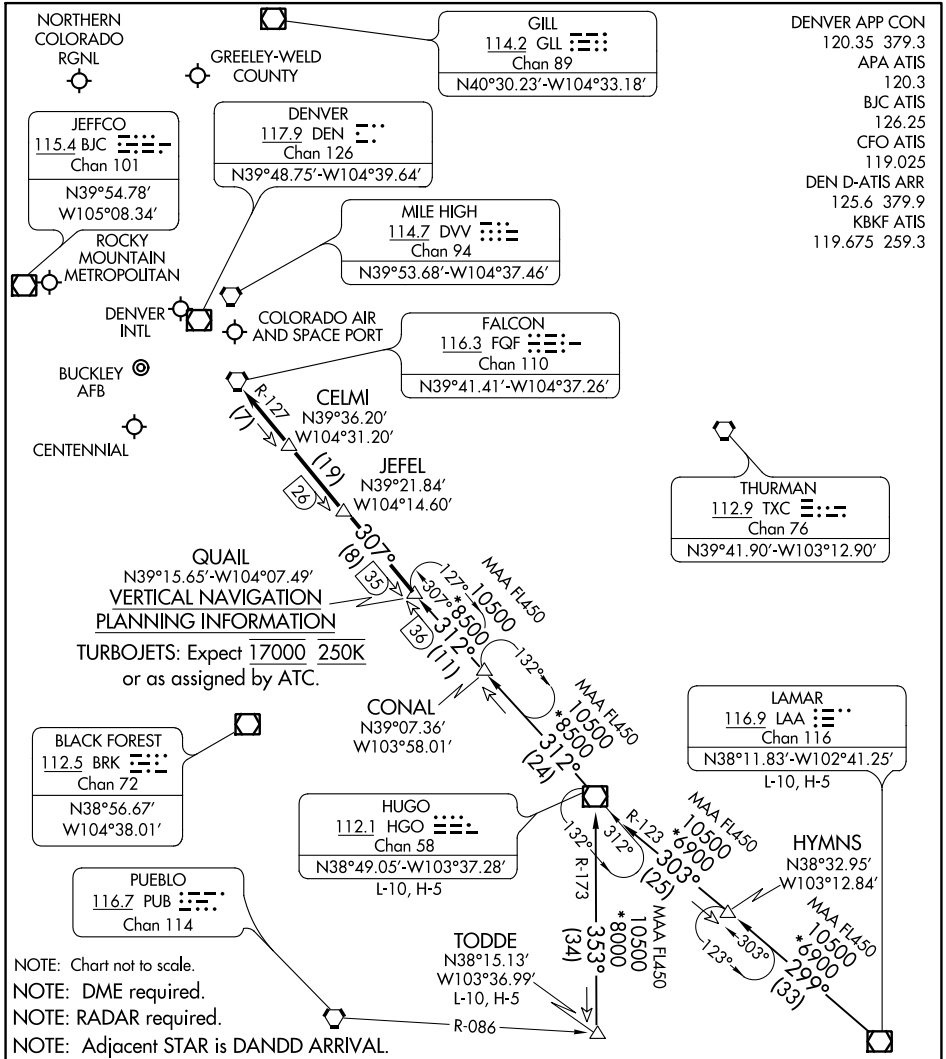 NORTHERN
COLORADO
RGNL
GREELEY-WELD
COUNTY
GILL
114.2 GLL
Chan 89
N40°30.23′-W104°33.18′
DENVER APP CON
120.35 379.3
APA ATIS
120.3
BJC ATIS
126.25
CFO ATIS
119.025
DEN D-ATIS ARR
125.6 379.9
KBKF ATIS
119.675 259.3
JEFFCO
115.4 BJC
Chan 101
N39°54.78′
W105°08.34′
DENVER
117.9 DEN
Chan 126
N39°48.75′-W104°39.64′
MILE HIGH
114.7 DVV
Chan 94
N39°53.68′-W104°37.46′
ROCKY
MOUNTAIN
METROPOLITAN
DENVER
INTL
COLORADO AIR
AND SPACE PORT
BUCKLEY
AFB
CENTENNIAL
FALCON
116.3 FQF
Chan 110
N39°41.41′-W104°37.26′
R-127
(7)
CELMI
N39°36.20′
W104°31.20′
(19)
26
JEFEL
N39°21.84′
W104°14.60′
THURMAN
112.9 TXC
Chan 76
N39°41.90′-W103°12.90′
307°
(8)
35
QUAIL
N39°15.65′-W104°07.49′
VERTICAL NAVIGATION
PLANNING INFORMATION
TURBOJETS: Expect 17000 250K
or as assigned by ATC.
127°
307°
MAA FL450
10500
*8500
312°
(11)
36
CONAL
N39°07.36′
W103°58.01′
132°
MAA FL450
10500
*8500
312°
(24)
LAMAR
116.9 LAA
Chan 116
N38°11.83′-W102°41.25′
L-10, H-5
BLACK FOREST
112.5 BRK
Chan 72
N38°56.67′
W104°38.01′
HUGO
112.1 HGO
Chan 58
N38°49.05′-W103°37.28′
L-10, H-5
132°
312°
R-123
MAA FL450
10500
*6900
303°
(25)
HYMNS
N38°32.95′
W103°12.84′
303°
123°
MAA FL450
10500
*6900
299°
(33)
R-173
MAA FL450
10500
*8000
353°
(34)
PUEBLO
116.7 PUB
Chan 114
TODDE
N38°15.13′
W103°36.99′
L-10, H-5
R-086
NOTE: Chart not to scale.
NOTE: DME required.
NOTE: RADAR required.
NOTE: Adjacent STAR is DANDD ARRIVAL.